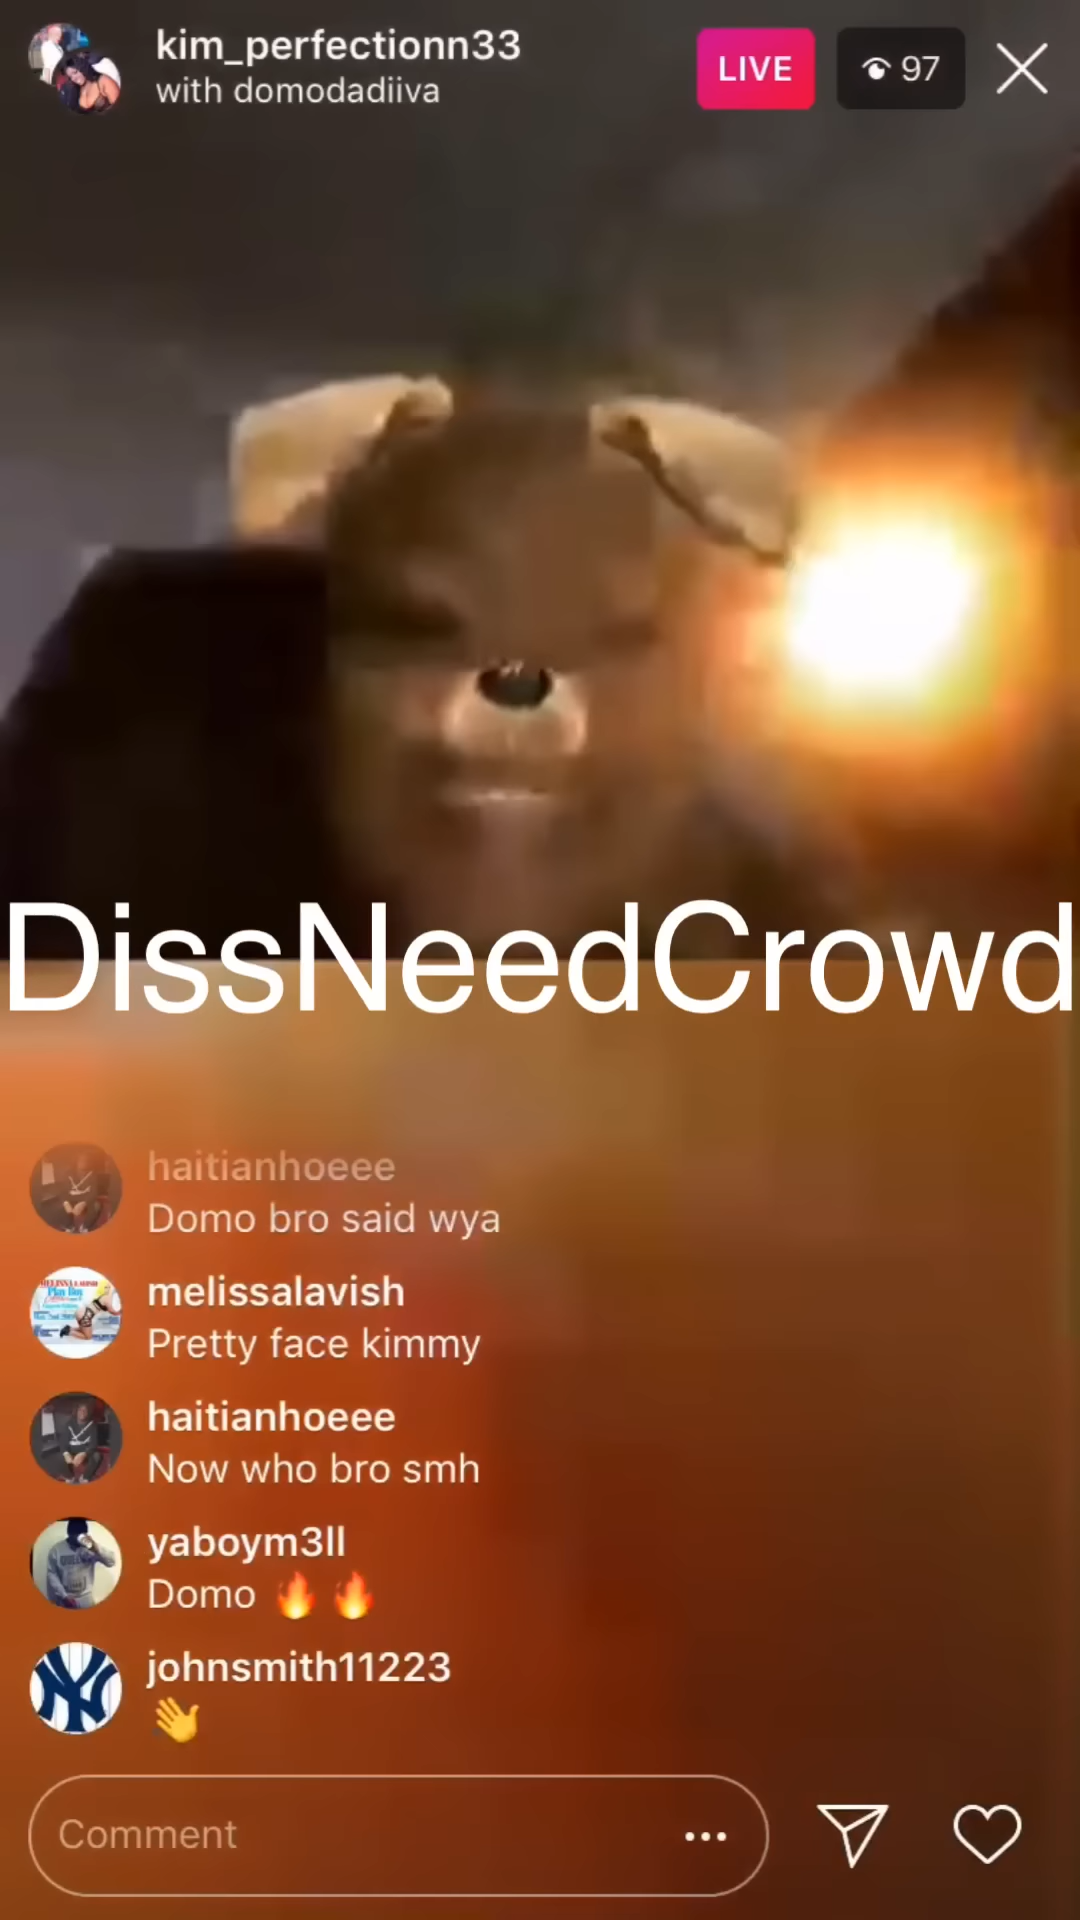 kim_perfectionn33
with domodadiiva
LIVE
97
DissNeedCrowd
haitianhoeee
Domo bro said wya
melissalavish
Pretty face kimmy
haitianhoeee
Now who bro smh
yaboym3ll
Domo 🔥 🔥
johnsmith11223
👋
Comment